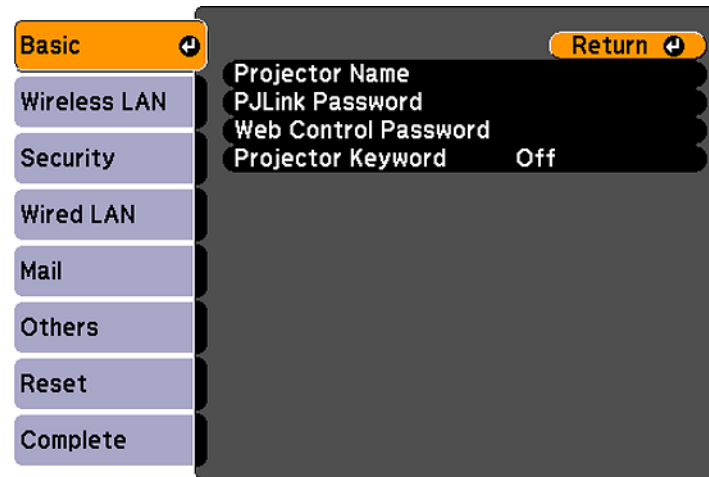 Basic
Wireless LAN
Security
Wired LAN
Mail
Others
Reset
Complete
Return
Projector Name
PJLink Password
Web Control Password
Projector Keyword Off